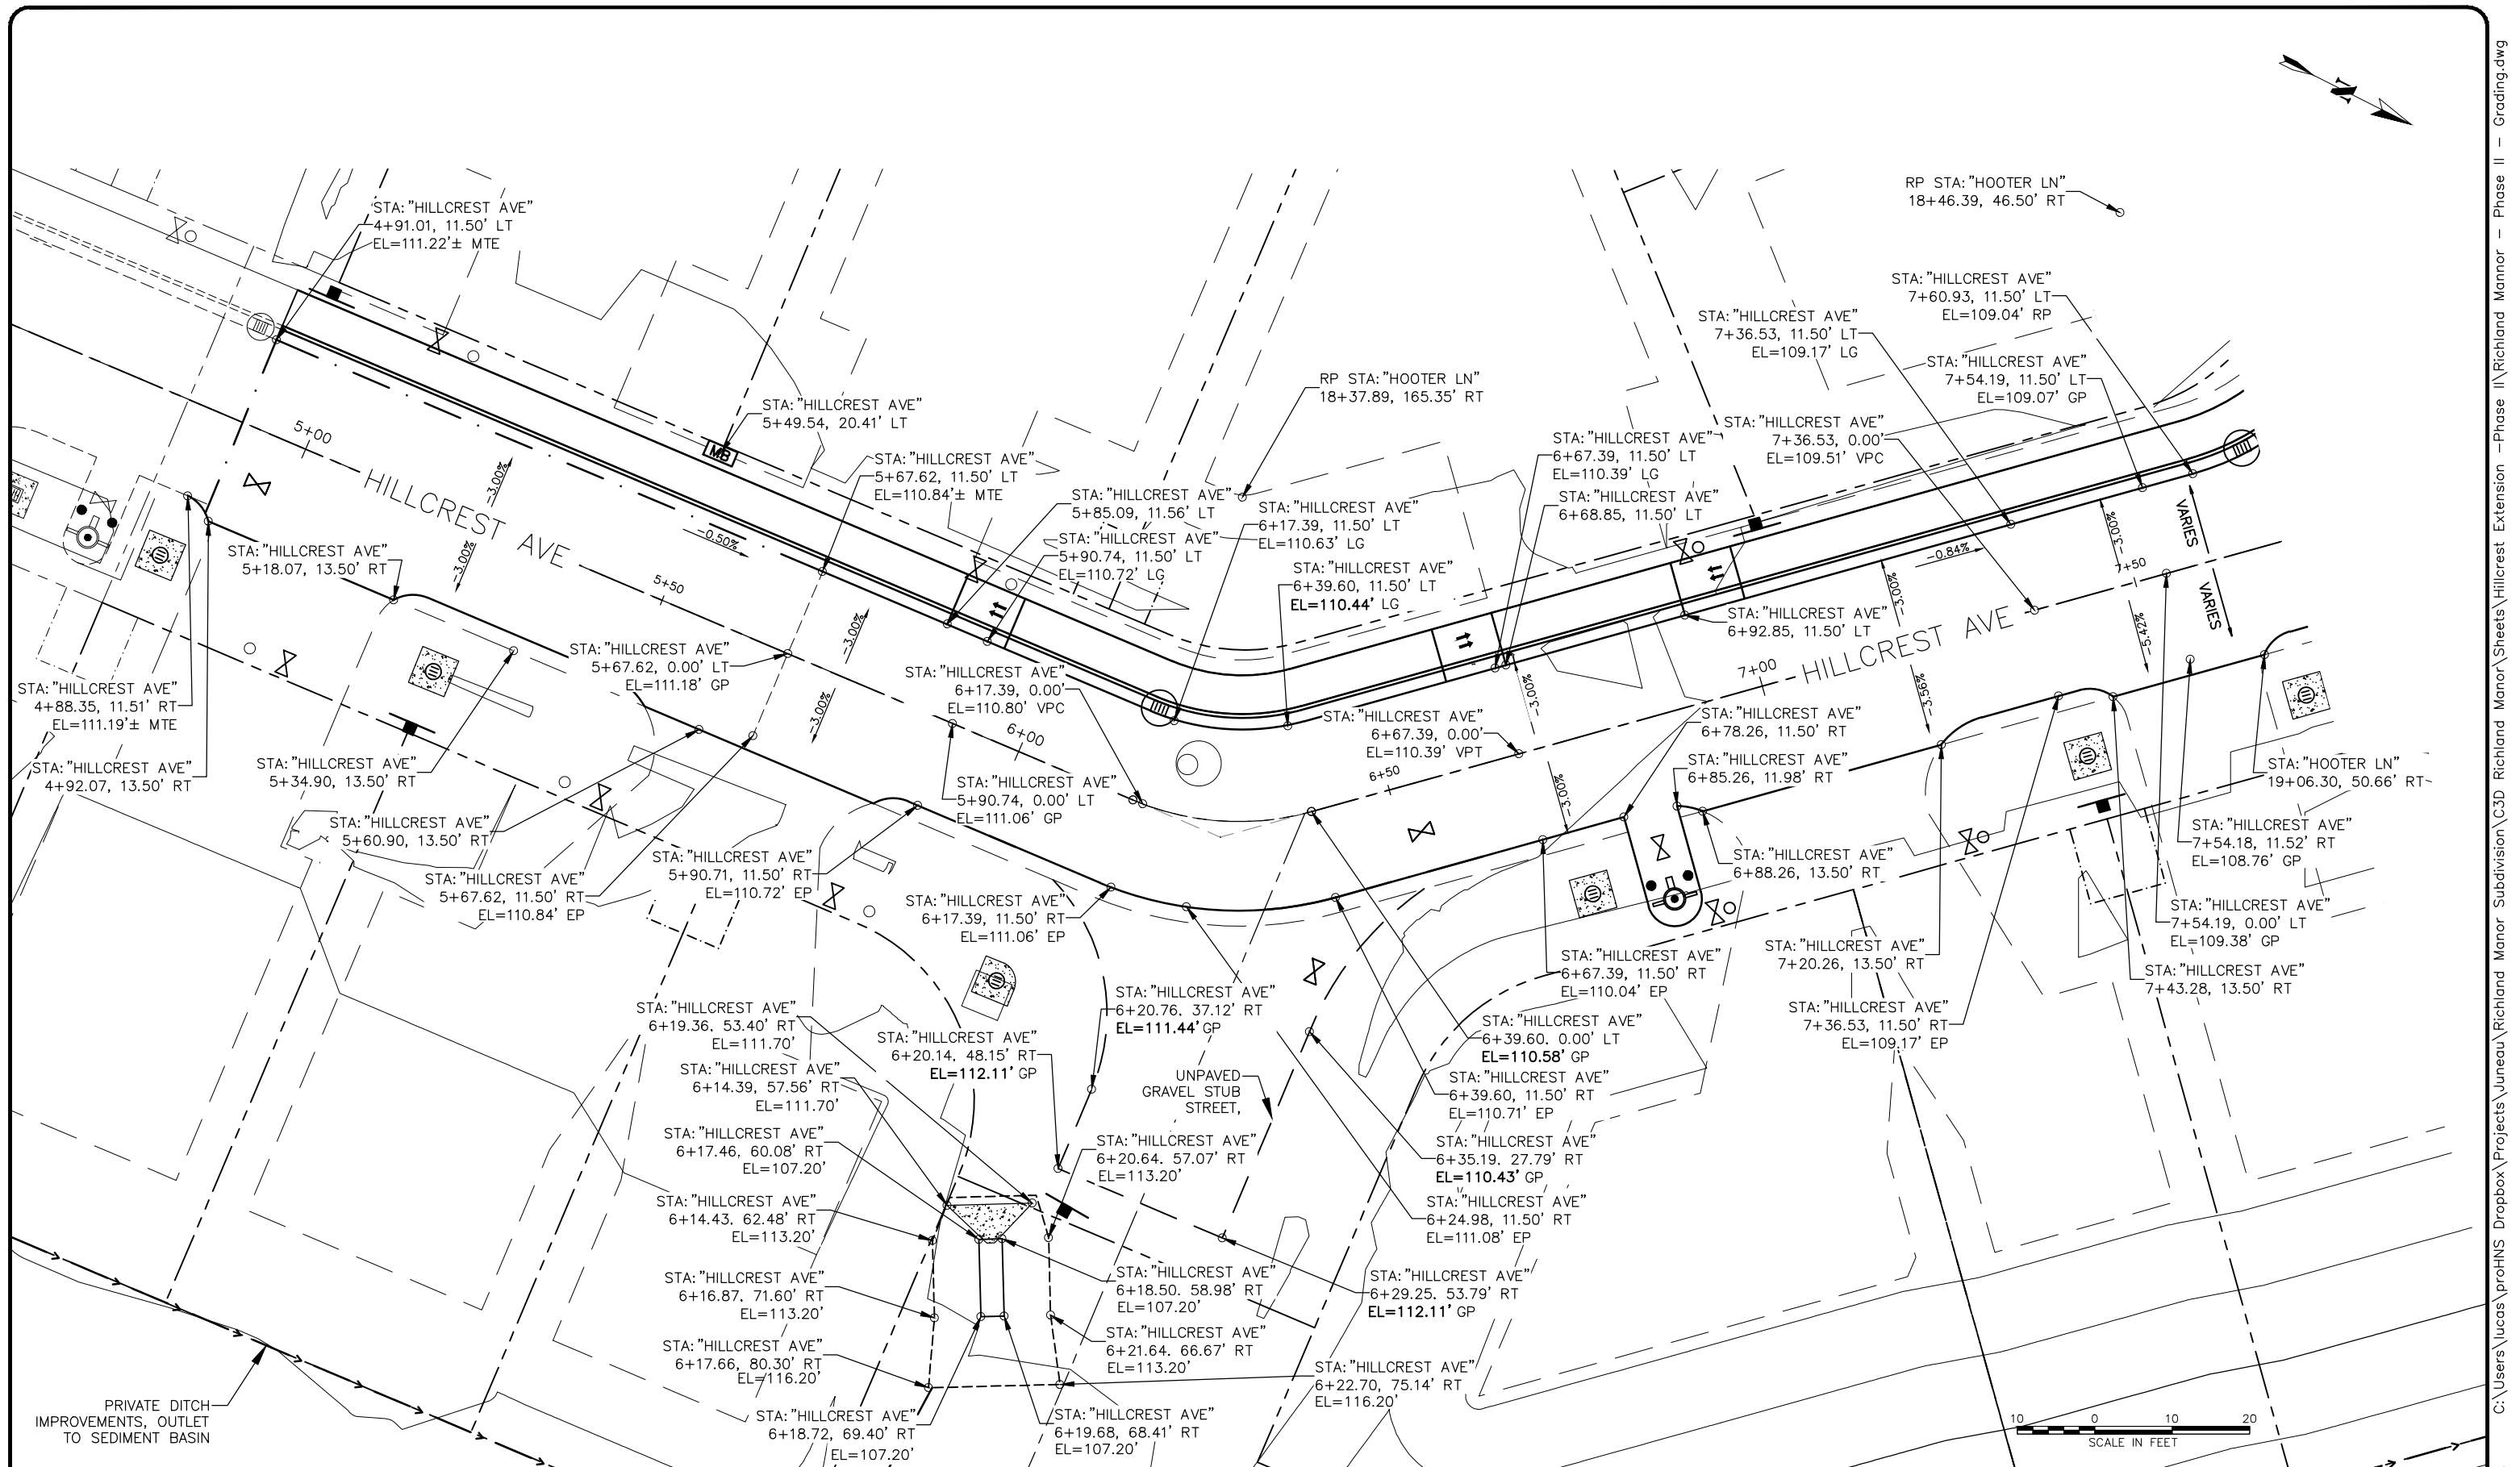 C:\Users\lucas\proHNS Dropbox\Projects\Juneau\Richland Manor Subdivision\C3D Richland Manor\Sheets\Hillcrest Extension -Phase II\Richland Mannor - Phase II - Grading.dwg
N
RP STA:"HOOTER LN"
18+46.39, 46.50' RT
STA:"HILLCREST AVE"
4+91.01, 11.50' LT
EL=111.22'± MTE
STA:"HILLCREST AVE"
7+60.93, 11.50' LT
EL=109.04' RP
STA:"HILLCREST AVE"
7+36.53, 11.50' LT
EL=109.17' LG
STA:"HILLCREST AVE"
7+54.19, 11.50' LT
EL=109.07' GP
RP STA:"HOOTER LN"
18+37.89, 165.35' RT
STA:"HILLCREST AVE"
5+49.54, 20.41' LT
MB
STA:"HILLCREST AVE"
7+36.53, 0.00'
EL=109.51' VPC
STA:"HILLCREST AVE"
6+67.39, 11.50' LT
EL=110.39' LG
STA:"HILLCREST AVE"
6+68.85, 11.50' LT
STA:"HILLCREST AVE"
5+67.62, 11.50' LT
EL=110.84'± MTE
STA:"HILLCREST AVE"
5+85.09, 11.56' LT
STA:"HILLCREST AVE"
6+17.39, 11.50' LT
EL=110.63' LG
STA:"HILLCREST AVE"
5+90.74, 11.50' LT
EL=110.72' LG
STA:"HILLCREST AVE"
6+39.60, 11.50' LT
EL=110.44' LG
5+00
HILLCREST AVE
-3.00%
-3.00%
-0.50%
5+50
-3.00%
-3.00%
6+00
6+50
-3.00%
-3.00%
7+00
HILLCREST AVE
-3.00%
-3.56%
-0.84%
-3.00%
7+50
-5.42%
VARIES
VARIES
STA:"HILLCREST AVE"
5+18.07, 13.50' RT
STA:"HILLCREST AVE"
6+92.85, 11.50' LT
STA:"HILLCREST AVE"
5+67.62, 0.00' LT
EL=111.18' GP
STA:"HILLCREST AVE"
6+17.39, 0.00'
EL=110.80' VPC
STA:"HILLCREST AVE"
4+88.35, 11.51' RT
EL=111.19'± MTE
STA:"HILLCREST AVE"
6+67.39, 0.00'
EL=110.39' VPT
STA:"HILLCREST AVE"
6+78.26, 11.50' RT
STA:"HILLCREST AVE"
6+85.26, 11.98' RT
STA:"HILLCREST AVE"
4+92.07, 13.50' RT
STA:"HILLCREST AVE"
5+34.90, 13.50' RT
STA:"HOOTER LN"
19+06.30, 50.66' RT
STA:"HILLCREST AVE"
5+90.74, 0.00' LT
EL=111.06' GP
STA:"HILLCREST AVE"
5+60.90, 13.50' RT
STA:"HILLCREST AVE"
7+54.18, 11.52' RT
EL=108.76' GP
STA:"HILLCREST AVE"
5+90.71, 11.50' RT
EL=110.72' EP
STA:"HILLCREST AVE"
6+88.26, 13.50' RT
STA:"HILLCREST AVE"
5+67.62, 11.50' RT
EL=110.84' EP
STA:"HILLCREST AVE"
6+17.39, 11.50' RT
EL=111.06' EP
STA:"HILLCREST AVE"
7+54.19, 0.00' LT
EL=109.38' GP
STA:"HILLCREST AVE"
7+20.26, 13.50' RT
STA:"HILLCREST AVE"
6+67.39, 11.50' RT
EL=110.04' EP
STA:"HILLCREST AVE"
7+43.28, 13.50' RT
STA:"HILLCREST AVE"
6+20.76, 37.12' RT
EL=111.44' GP
STA:"HILLCREST AVE"
6+19.36, 53.40' RT
EL=111.70'
STA:"HILLCREST AVE"
7+36.53, 11.50' RT
EL=109.17' EP
STA:"HILLCREST AVE"
6+39.60, 0.00' LT
EL=110.58' GP
STA:"HILLCREST AVE"
6+20.14, 48.15' RT
EL=112.11' GP
STA:"HILLCREST AVE"
6+14.39, 57.56' RT
EL=111.70'
UNPAVED
GRAVEL STUB
STREET,
STA:"HILLCREST AVE"
6+39.60, 11.50' RT
EL=110.71' EP
STA:"HILLCREST AVE"
6+17.46, 60.08' RT
EL=107.20'
STA:"HILLCREST AVE"
6+20.64, 57.07' RT
EL=113.20'
STA:"HILLCREST AVE"
6+35.19, 27.79' RT
EL=110.43' GP
STA:"HILLCREST AVE"
6+14.43, 62.48' RT
EL=113.20'
STA:"HILLCREST AVE"
6+24.98, 11.50' RT
EL=111.08' EP
STA:"HILLCREST AVE"
6+16.87, 71.60' RT
EL=113.20'
STA:"HILLCREST AVE"
6+18.50, 58.98' RT
EL=107.20'
STA:"HILLCREST AVE"
6+29.25, 53.79' RT
EL=112.11' GP
STA:"HILLCREST AVE"
6+17.66, 80.30' RT
EL=116.20'
STA:"HILLCREST AVE"
6+21.64, 66.67' RT
EL=113.20'
STA:"HILLCREST AVE"
6+22.70, 75.14' RT
EL=116.20'
PRIVATE DITCH
IMPROVEMENTS, OUTLET
TO SEDIMENT BASIN
STA:"HILLCREST AVE"
6+18.72, 69.40' RT
EL=107.20'
STA:"HILLCREST AVE"
6+19.68, 68.41' RT
EL=107.20'
10 0 10 20
SCALE IN FEET